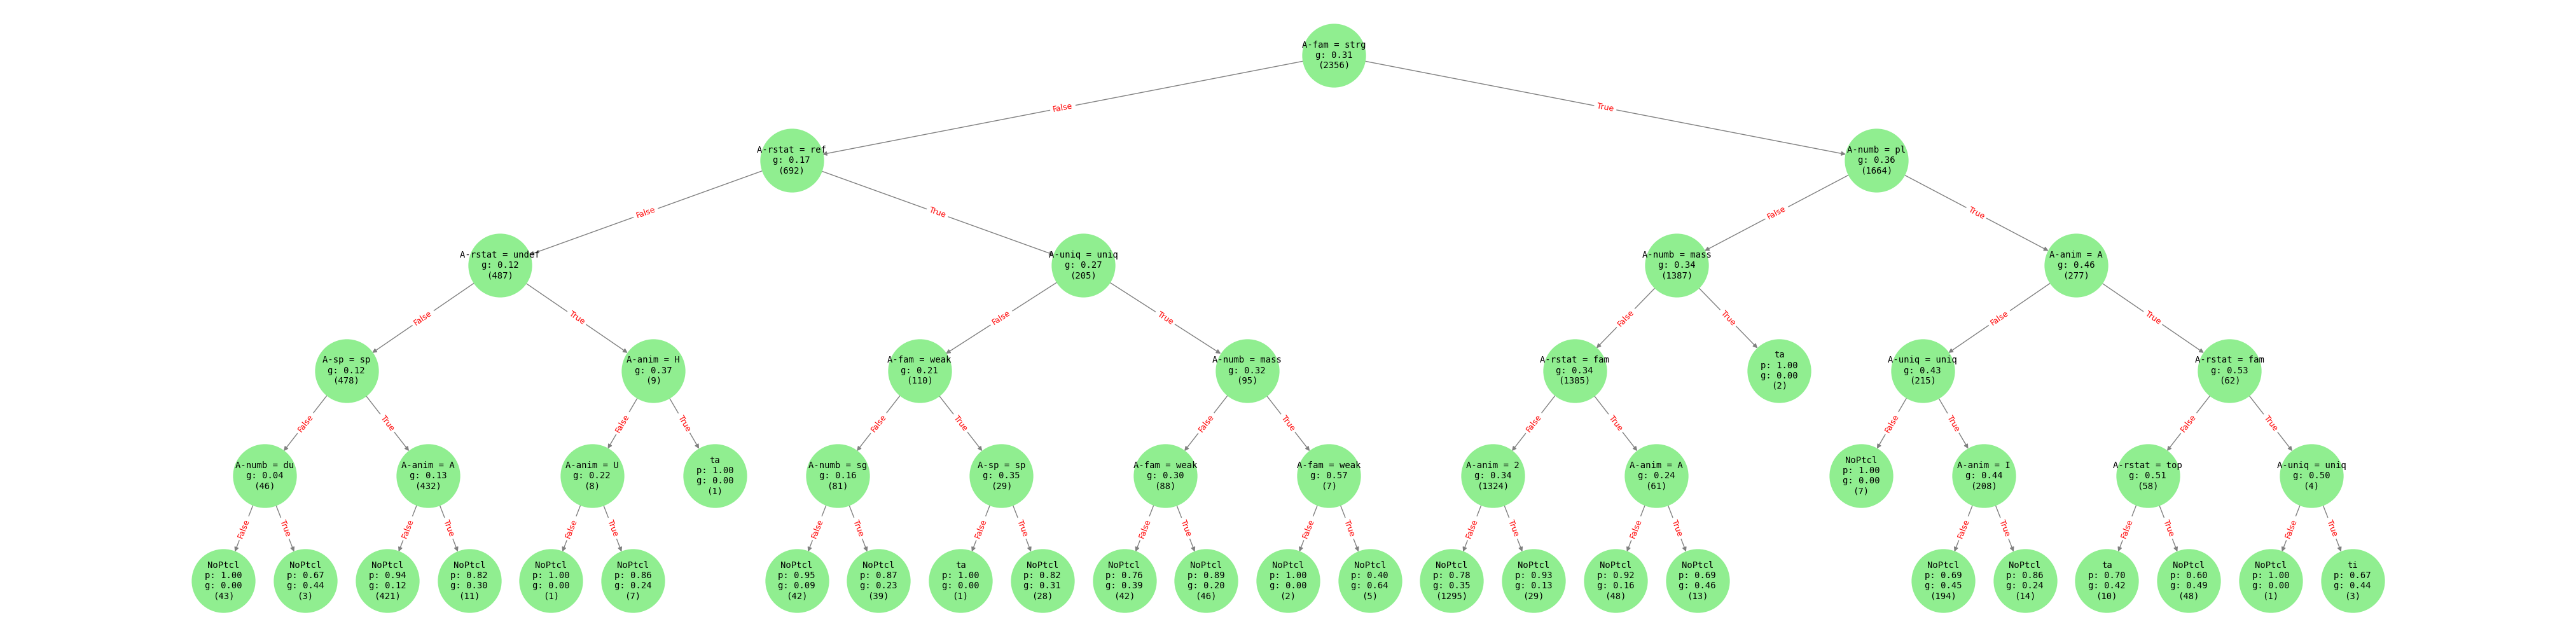 A-fam = strg
g: 0.31
(2356)
False
True
A-rstat = ref
g: 0.17
(692)
A-numb = pl
g: 0.36
(1664)
False
True
False
True
A-rstat = undef
g: 0.12
(487)
A-uniq = uniq
g: 0.27
(205)
A-numb = mass
g: 0.34
(1387)
A-anim = A
g: 0.46
(277)
False
True
False
True
False
True
False
True
A-sp = sp
g: 0.12
(478)
A-anim = H
g: 0.37
(9)
A-fam = weak
g: 0.21
(110)
A-numb = mass
g: 0.32
(95)
A-rstat = fam
g: 0.34
(1385)
ta
p: 1.00
g: 0.00
(2)
A-uniq = uniq
g: 0.43
(215)
A-rstat = fam
g: 0.53
(62)
False
True
False
True
False
True
False
True
False
True
False
True
False
True
A-numb = du
g: 0.04
(46)
A-anim = A
g: 0.13
(432)
A-anim = U
g: 0.22
(8)
ta
p: 1.00
g: 0.00
(1)
A-numb = sg
g: 0.16
(81)
A-sp = sp
g: 0.35
(29)
A-fam = weak
g: 0.30
(88)
A-fam = weak
g: 0.57
(7)
A-anim = 2
g: 0.34
(1324)
A-anim = A
g: 0.24
(61)
NoPtcl
p: 1.00
g: 0.00
(7)
A-anim = I
g: 0.44
(208)
A-rstat = top
g: 0.51
(58)
A-uniq = uniq
g: 0.50
(4)
False
True
False
True
False
True
False
True
False
True
False
True
False
True
False
True
False
True
False
True
False
True
False
True
NoPtcl
p: 1.00
g: 0.00
(43)
NoPtcl
p: 0.67
g: 0.44
(3)
NoPtcl
p: 0.94
g: 0.12
(421)
NoPtcl
p: 0.82
g: 0.30
(11)
NoPtcl
p: 1.00
g: 0.00
(1)
NoPtcl
p: 0.86
g: 0.24
(7)
NoPtcl
p: 0.95
g: 0.09
(42)
NoPtcl
p: 0.87
g: 0.23
(39)
ta
p: 1.00
g: 0.00
(1)
NoPtcl
p: 0.82
g: 0.31
(28)
NoPtcl
p: 0.76
g: 0.39
(42)
NoPtcl
p: 0.89
g: 0.20
(46)
NoPtcl
p: 1.00
g: 0.00
(2)
NoPtcl
p: 0.40
g: 0.64
(5)
NoPtcl
p: 0.78
g: 0.35
(1295)
NoPtcl
p: 0.93
g: 0.13
(29)
NoPtcl
p: 0.92
g: 0.16
(48)
NoPtcl
p: 0.69
g: 0.46
(13)
NoPtcl
p: 0.69
g: 0.45
(194)
NoPtcl
p: 0.86
g: 0.24
(14)
ta
p: 0.70
g: 0.42
(10)
NoPtcl
p: 0.60
g: 0.49
(48)
NoPtcl
p: 1.00
g: 0.00
(1)
ti
p: 0.67
g: 0.44
(3)